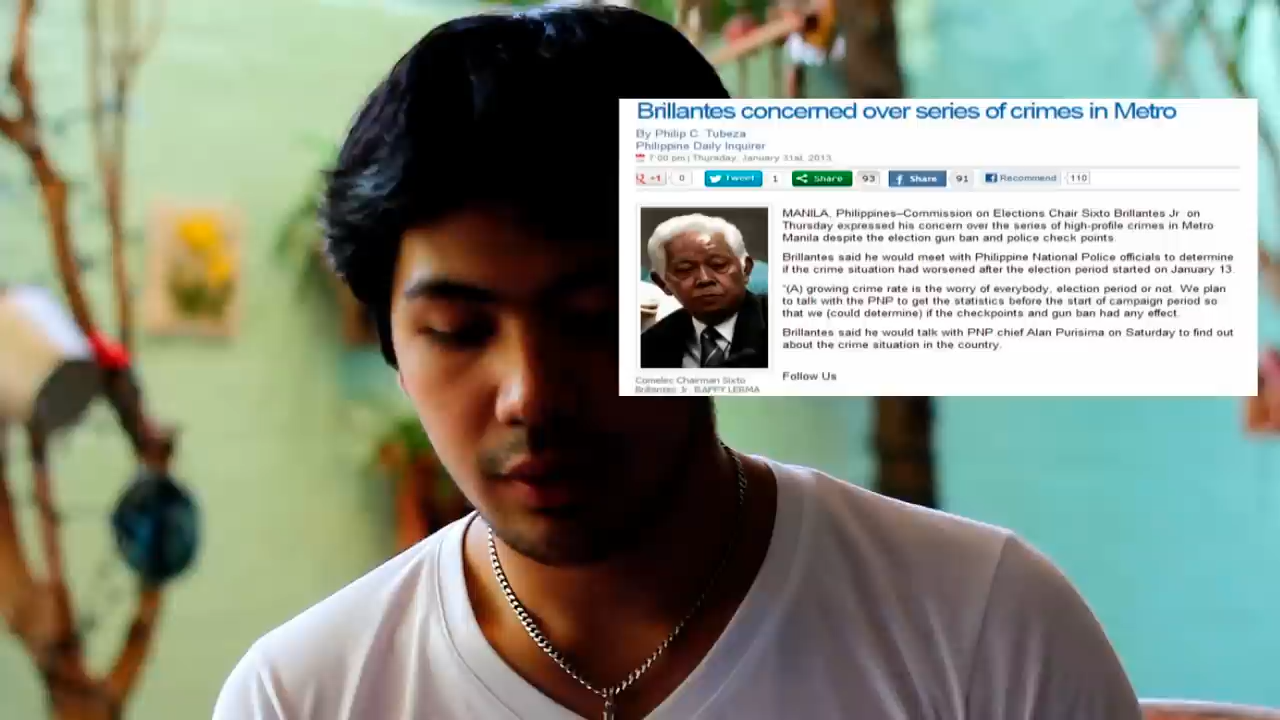 Brillantes concerned over series of crimes in Metro
By Philip C. Tubeza
Philippine Daily Inquirer
7:00 pm | Thursday, January 31st, 2013
+1 0 Tweet 1 Share 93 Share 91 Recommend 110
MANILA, Philippines–Commission on Elections Chair Sixto Brillantes Jr on
Thursday expressed his concern over the series of high-profile crimes in Metro
Manila despite the election gun ban and police check points.
Brillantes said he would meet with Philippine National Police officials to determine
if the crime situation had worsened after the election period started on January 13.
"(A) growing crime rate is the worry of everybody, election period or not. We plan
to talk with the PNP to get the statistics before the start of campaign period so
that we (could determine) if the checkpoints and gun ban had any effect.
Brillantes said he would talk with PNP chief Alan Purisima on Saturday to find out
about the crime situation in the country.
Follow Us
Comelec Chairman Sixto
Brillantes Jr. RAFFY LERMA